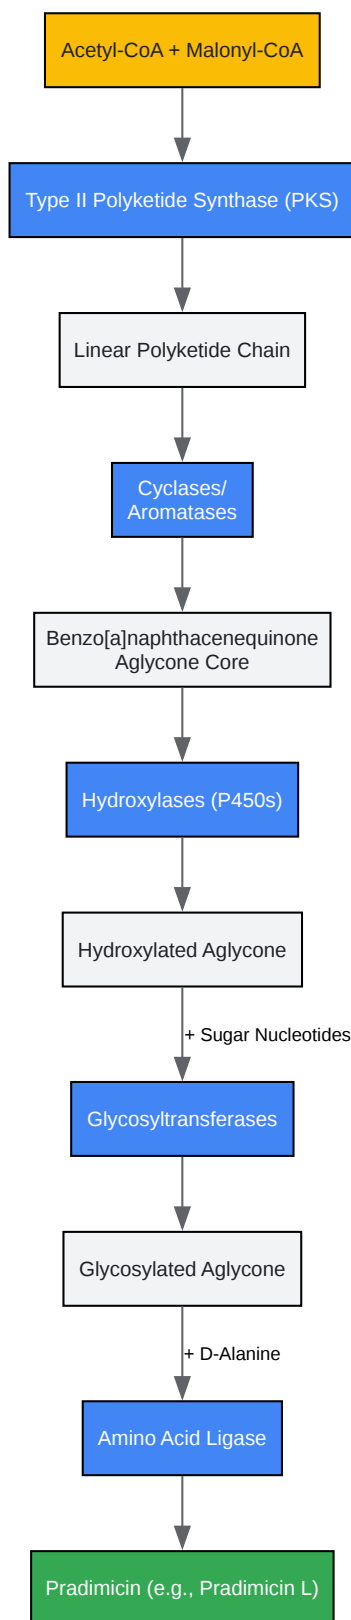 Acetyl-CoA + Malonyl-CoA
Type II Polyketide Synthase (PKS)
Linear Polyketide Chain
Cyclases/
Aromatases
Benzo[a]naphthacenequinone
Aglycone Core
Hydroxylases (P450s)
Hydroxylated Aglycone
+ Sugar Nucleotides
Glycosyltransferases
Glycosylated Aglycone
+ D-Alanine
Amino Acid Ligase
Pradimicin (e.g., Pradimicin L)